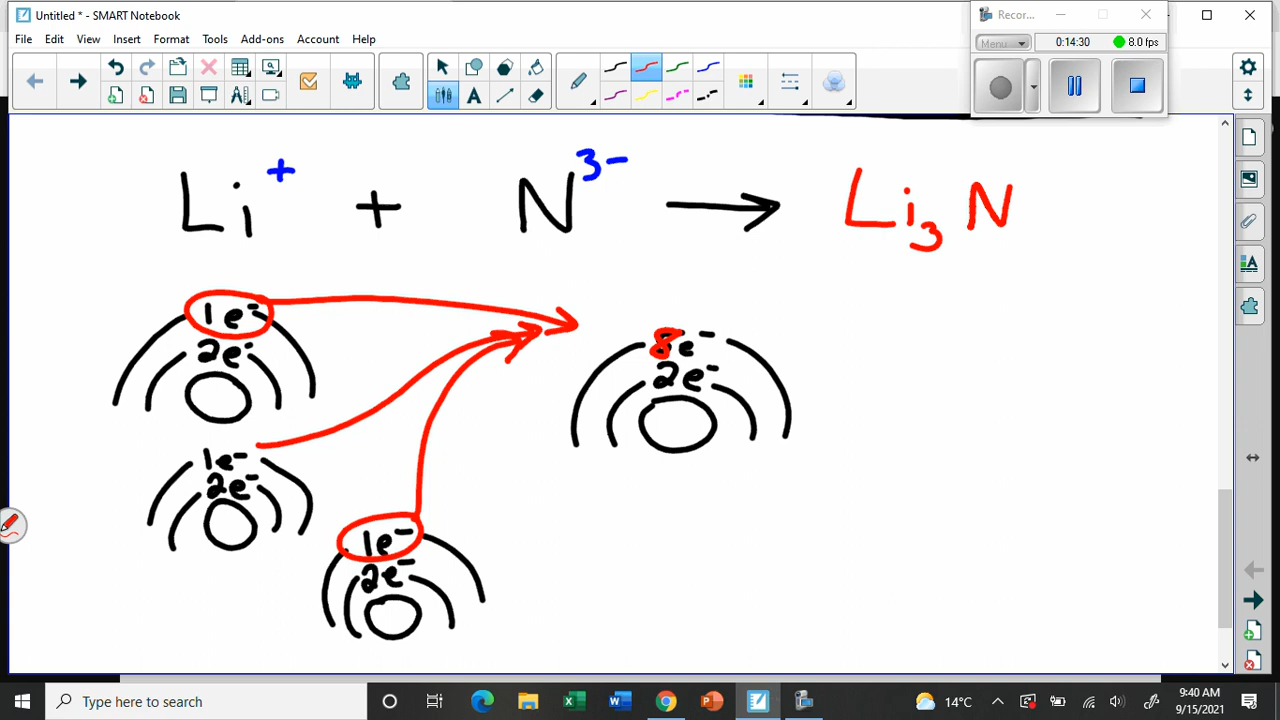 Untitled * - SMART Notebook
Recor...
File Edit View Insert Format Tools Add-ons Account Help
Menu
0:14:30
8.0 fps
Li⁺ + N³⁻ → Li₃N
1e⁻
2e⁻
8e⁻
2e⁻
1e⁻
2e⁻
1e⁻
2e⁻
Type here to search
14°C
9:40 AM
9/15/2021